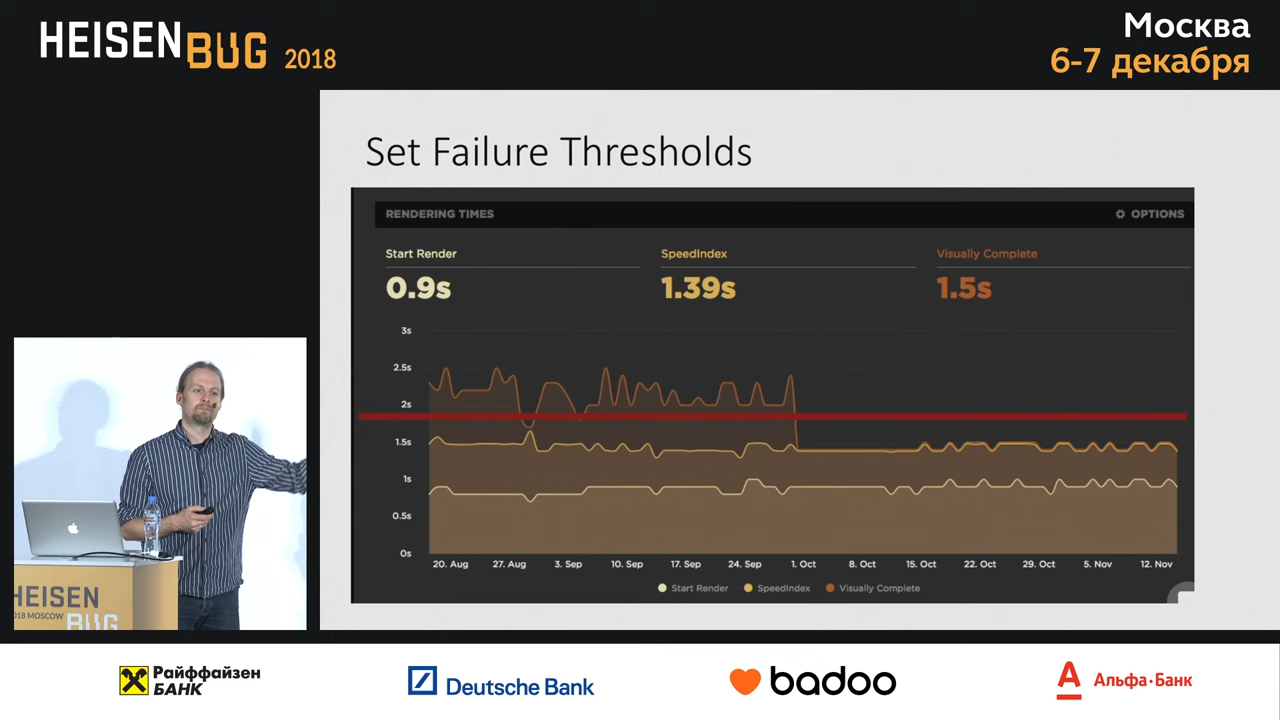 HEISENBUG 2018
Москва
6-7 декабря
Set Failure Thresholds
RENDERING TIMES
OPTIONS
Start Render
SpeedIndex
Visually Complete
0.9s
1.39s
1.5s
3s
2.5s
2s
1.5s
1s
0.5s
0s
20. Aug 27. Aug 3. Sep 10. Sep 17. Sep 24. Sep 1. Oct 8. Oct 15. Oct 22. Oct 29. Oct 5. Nov 12. Nov
Start Render SpeedIndex Visually Complete
HEISEN
2018 MOSCOW
BUG
Райффайзен
БАНК
Deutsche Bank
badoo
Альфа·Банк